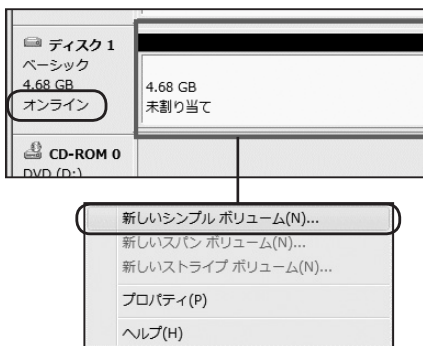 ディスク 1
ベーシック
4.68 GB
オンライン
4.68 GB
未割り当て
CD-ROM 0
DVD (D:)
新しいシンプル ボリューム(N)...
新しいスパン ボリューム(N)...
新しいストライプ ボリューム(N)...
プロパティ(P)
ヘルプ(H)